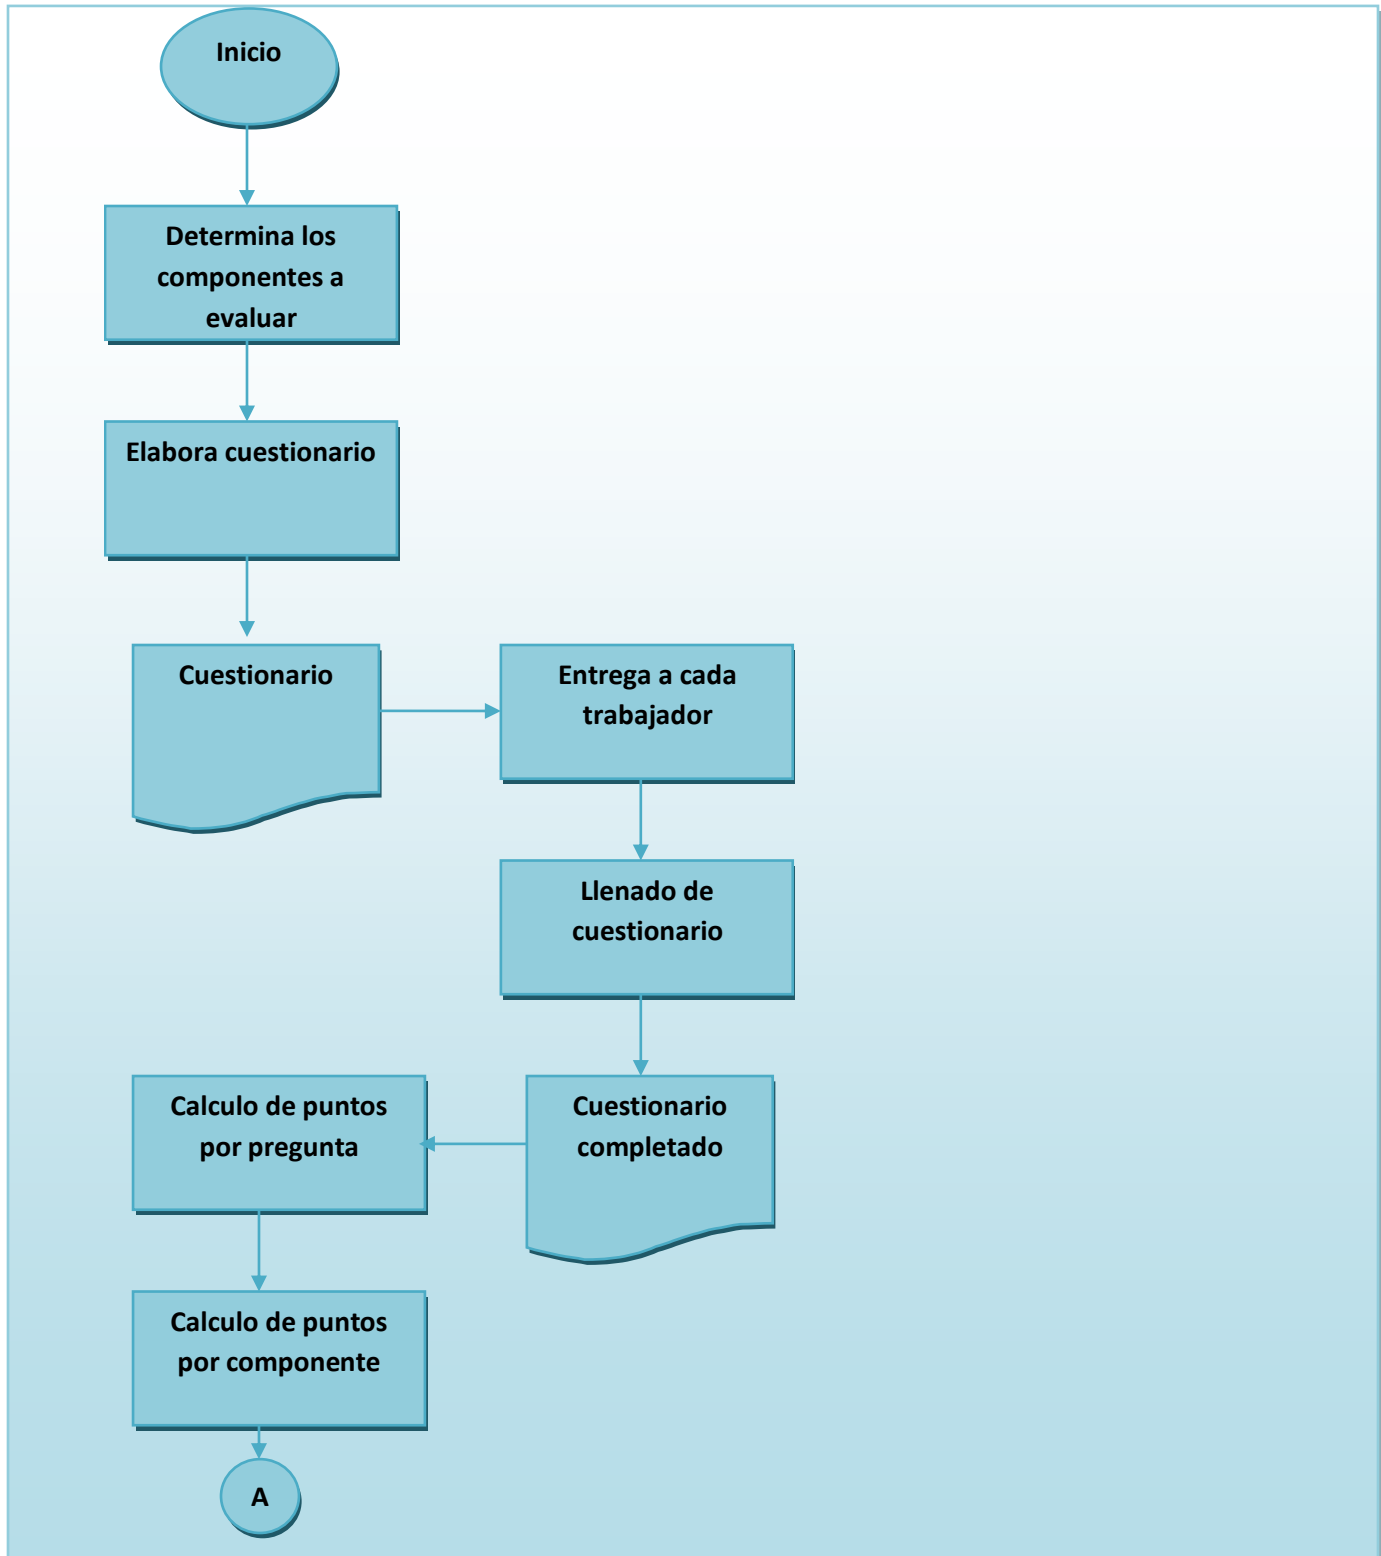 Inicio
Determina los
componentes a
evaluar
Elabora cuestionario
Cuestionario
Entrega a cada
trabajador
Llenado de
cuestionario
Cuestionario
completado
Calculo de puntos
por pregunta
Calculo de puntos
por componente
A